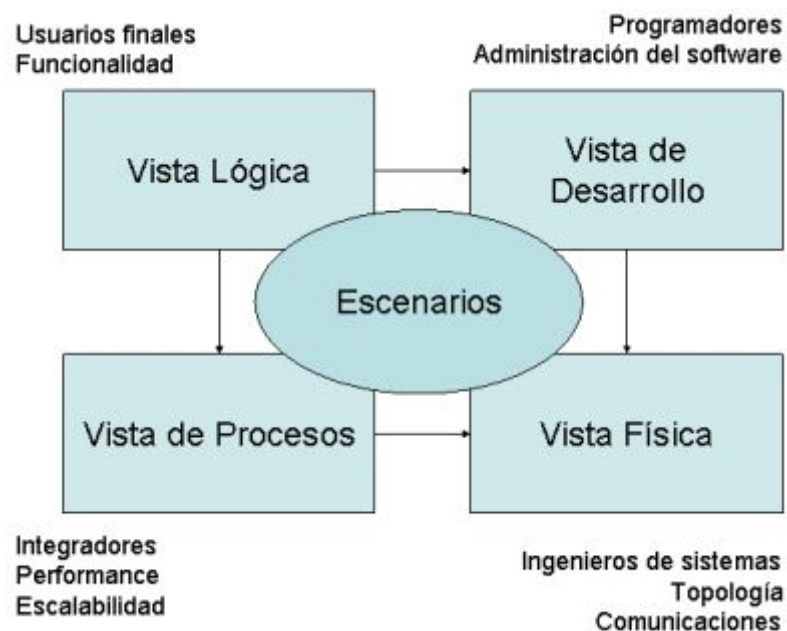 Usuarios finales
Funcionalidad
Programadores
Administración del software
Vista Lógica
Vista de
Desarrollo
Escenarios
Vista de Procesos
Vista Física
Integradores
Performance
Escalabilidad
Ingenieros de sistemas
Topología
Comunicaciones